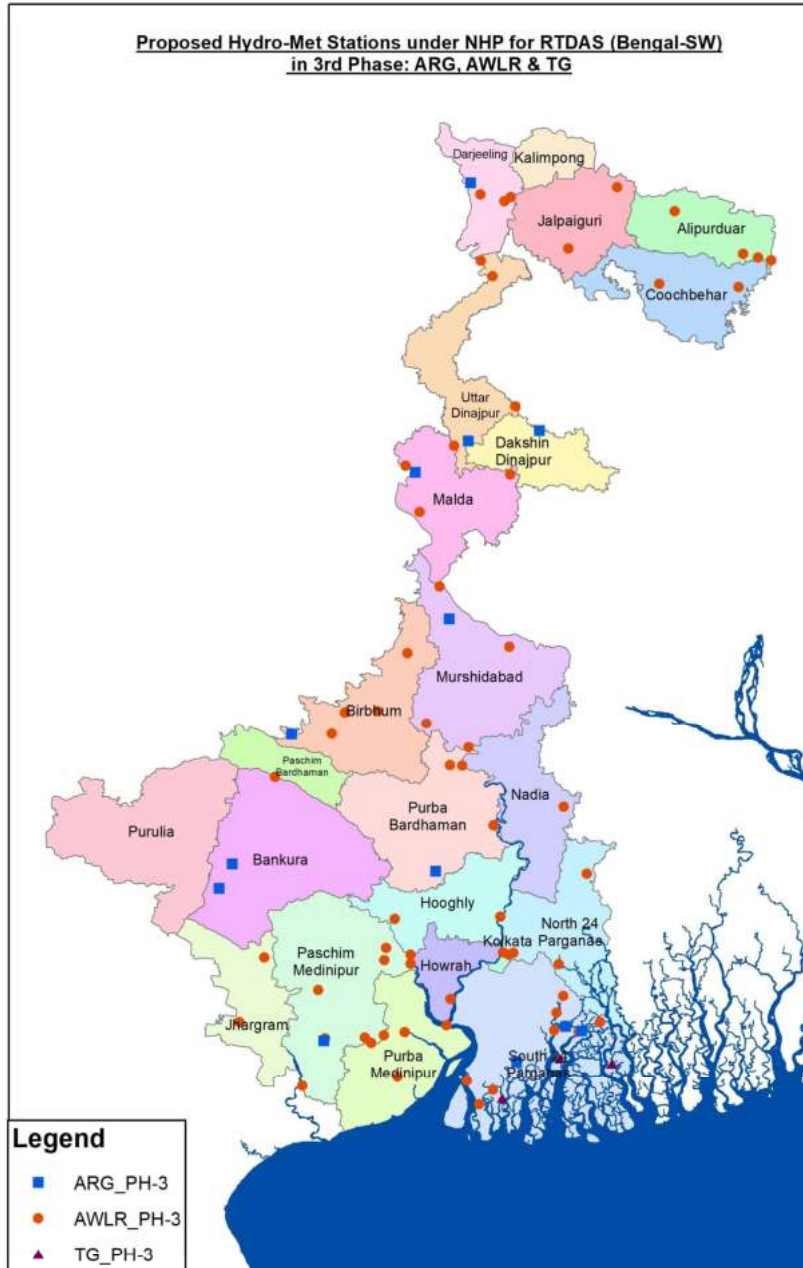 Proposed Hydro-Met Stations under NHP for RTDAS (Bengal-SW)
in 3rd Phase: ARG, AWLR & TG
Darjeeling
Kalimpong
Jalpaiguri
Alipurduar
Coochbehar
Uttar
Dinajpur
Dakshin
Dinajpur
Malda
Murshidabad
Birbhum
Paschim
Bardhaman
Purulia
Purba
Bardhaman
Nadia
Bankura
Hooghly
North 24
Parganas
Kolkata
Howrah
Paschim
Medinipur
Jhargram
Purba
Medinipur
South 24
Parganas
Legend
ARG_PH-3
AWLR_PH-3
TG_PH-3